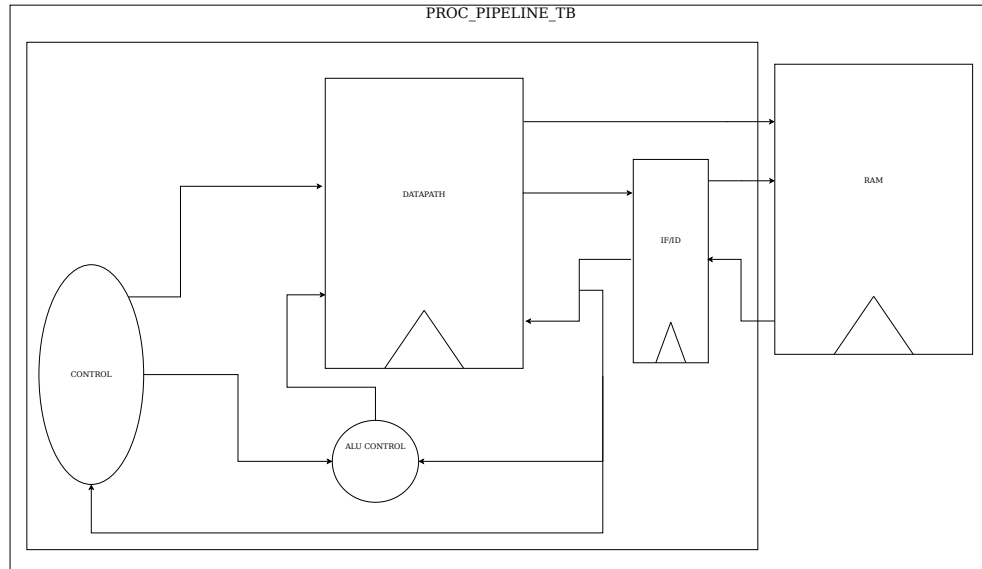 PROC_PIPELINE_TB
DATAPATH
RAM
IF/ID
CONTROL
ALU CONTROL